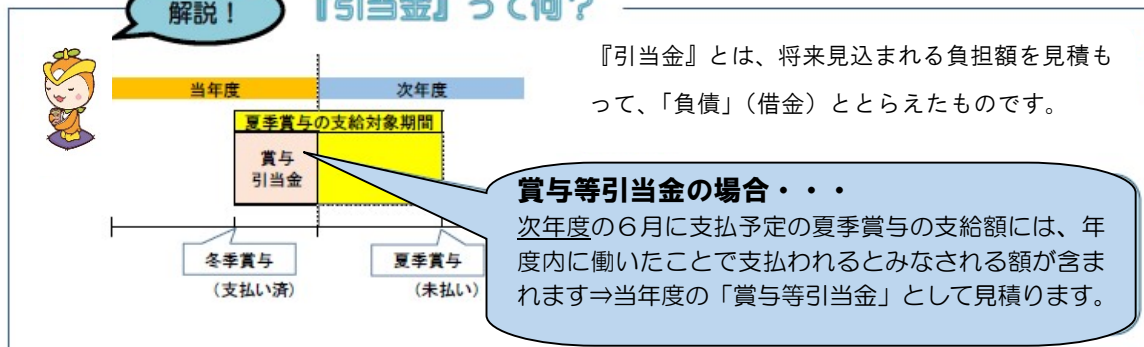 解説！
『引当金』って何？
『引当金』とは、将来見込まれる負担額を見積も
って、「負債」（借金）ととらえたものです。
当年度
次年度
夏季賞与の支給対象期間
賞与
引当金
冬季賞与
（支払い済）
夏季賞与
（未払い）
賞与等引当金の場合・・・
次年度の６月に支払予定の夏季賞与の支給額には、年
度内に働いたことで支払われるとみなされる額が含ま
れます⇒当年度の「賞与等引当金」として見積ります。